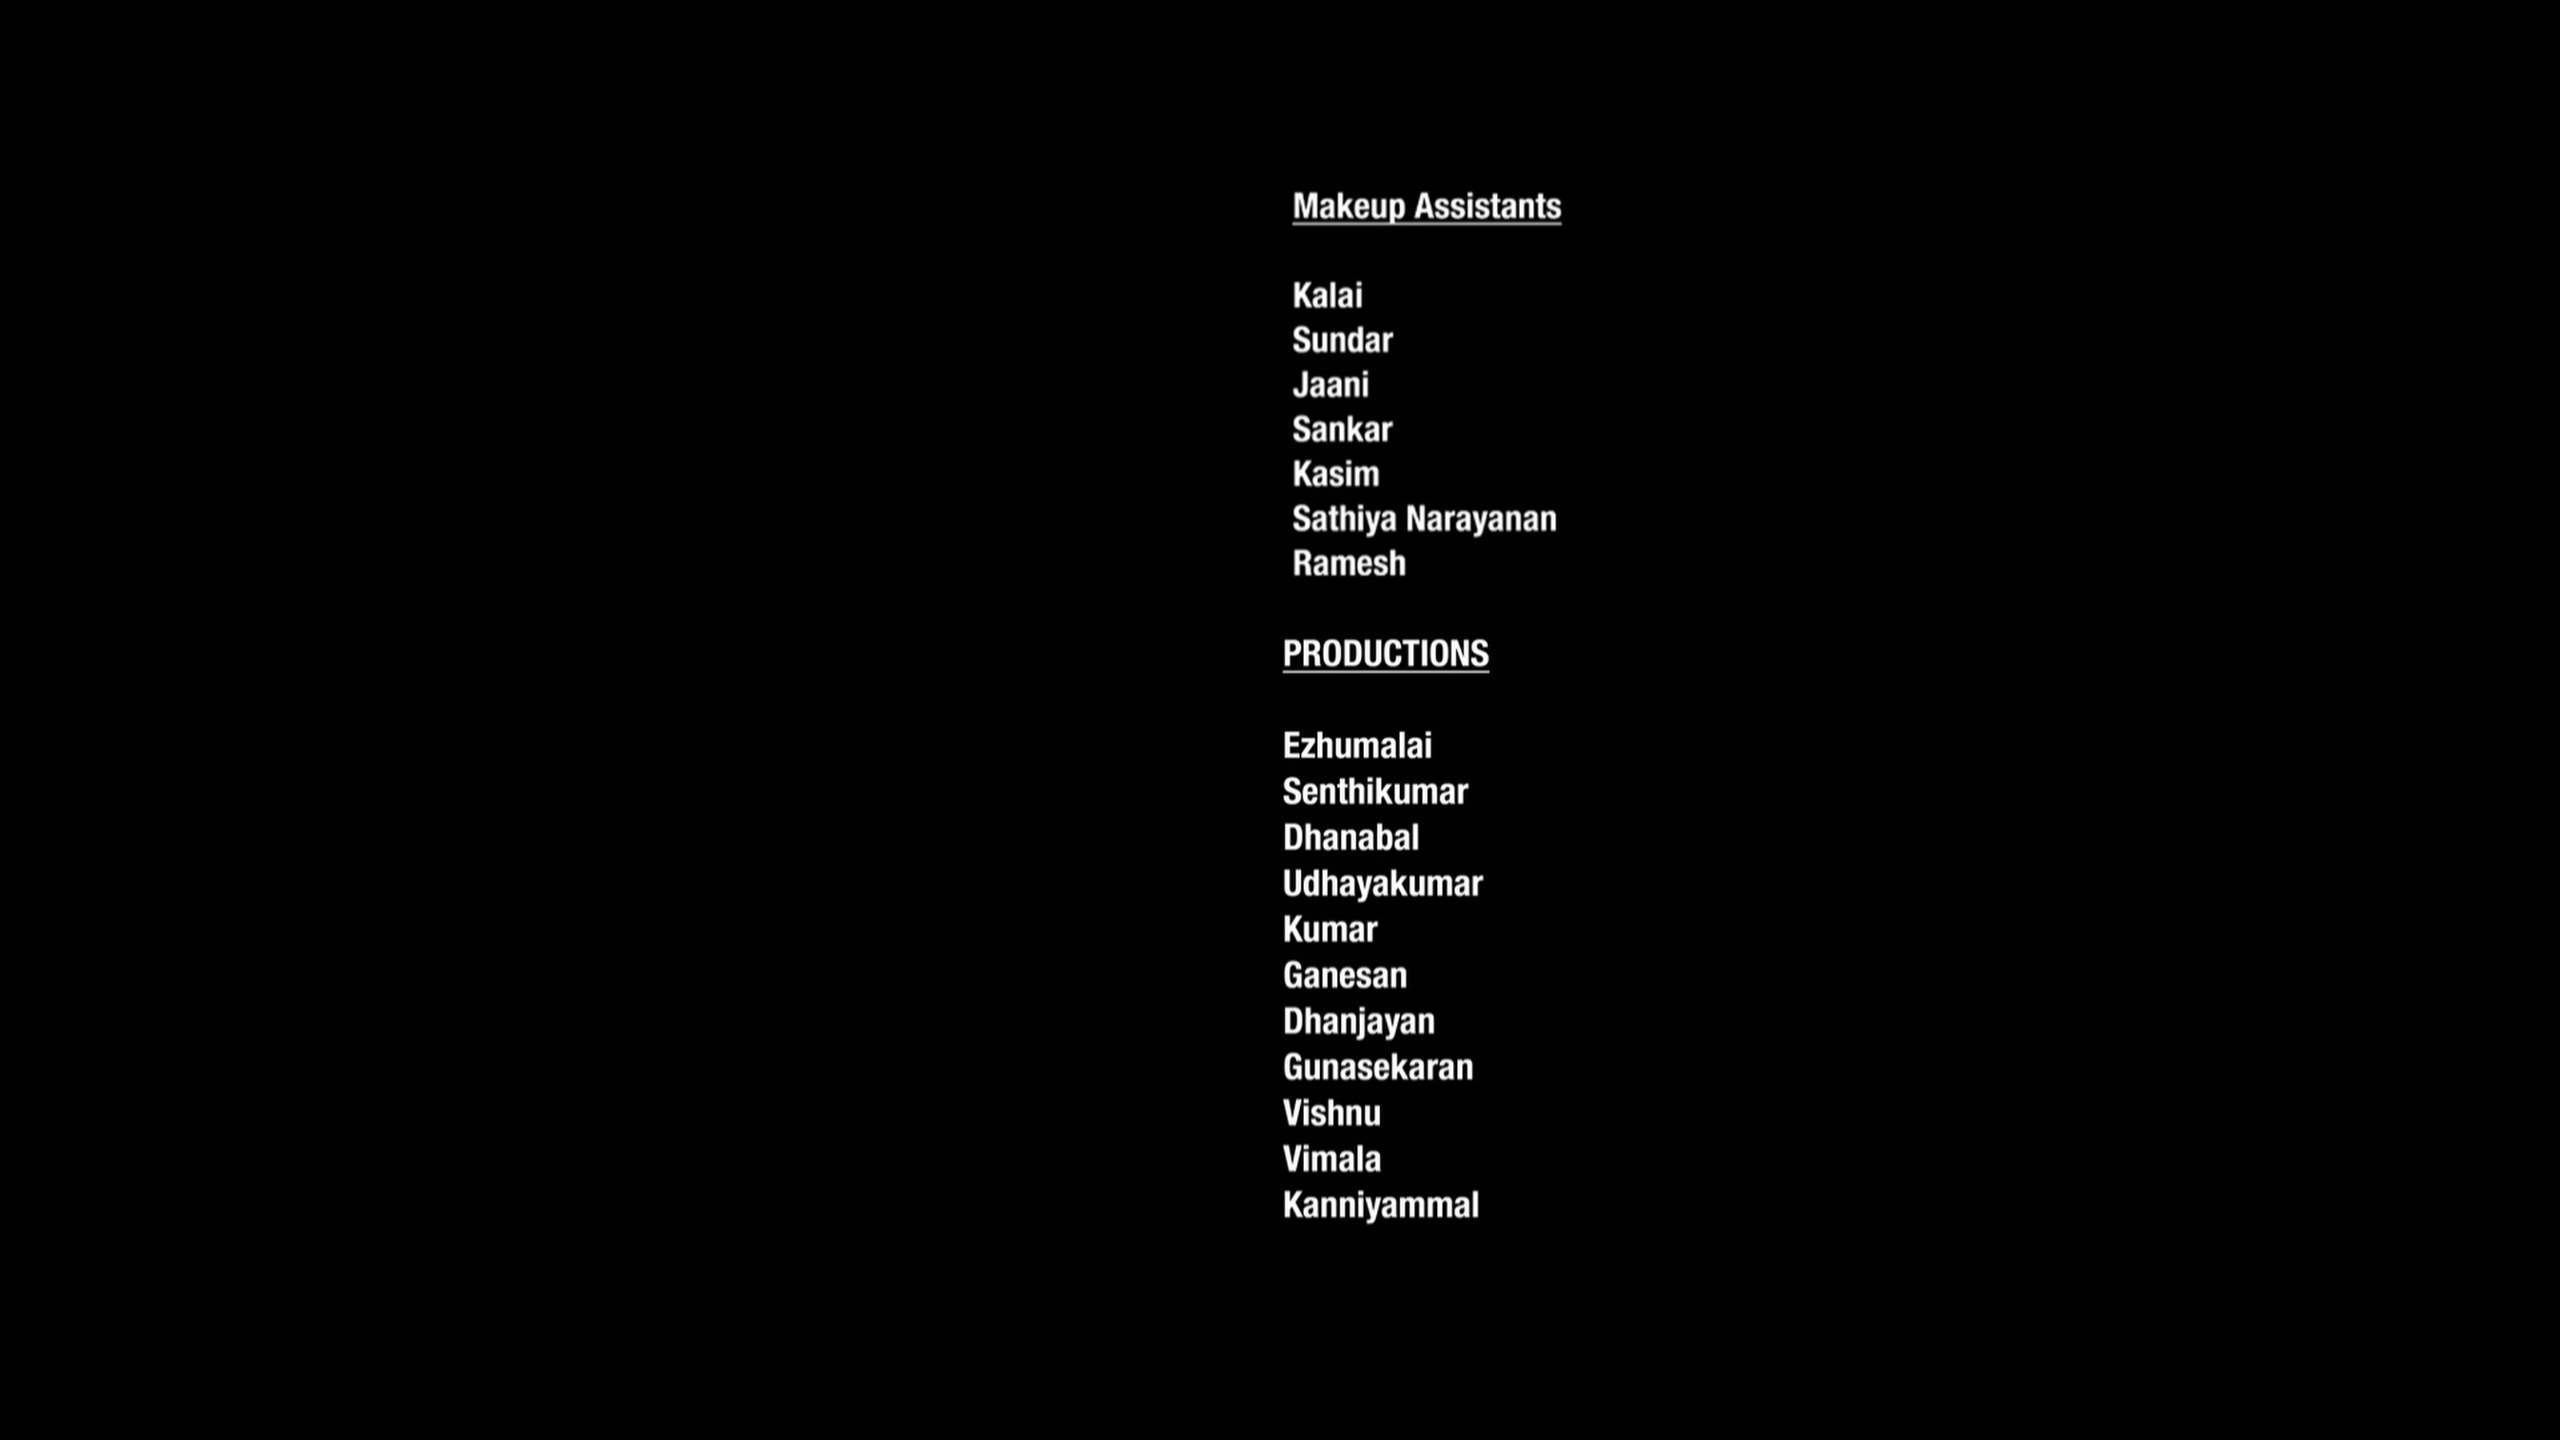 Makeup Assistants
Kalai
Sundar
Jaani
Sankar
Kasim
Sathiya Narayanan
Ramesh
PRODUCTIONS
Ezhumalai
Senthikumar
Dhanabal
Udhayakumar
Kumar
Ganesan
Dhanjayan
Gunasekaran
Vishnu
Vimala
Kanniyammal